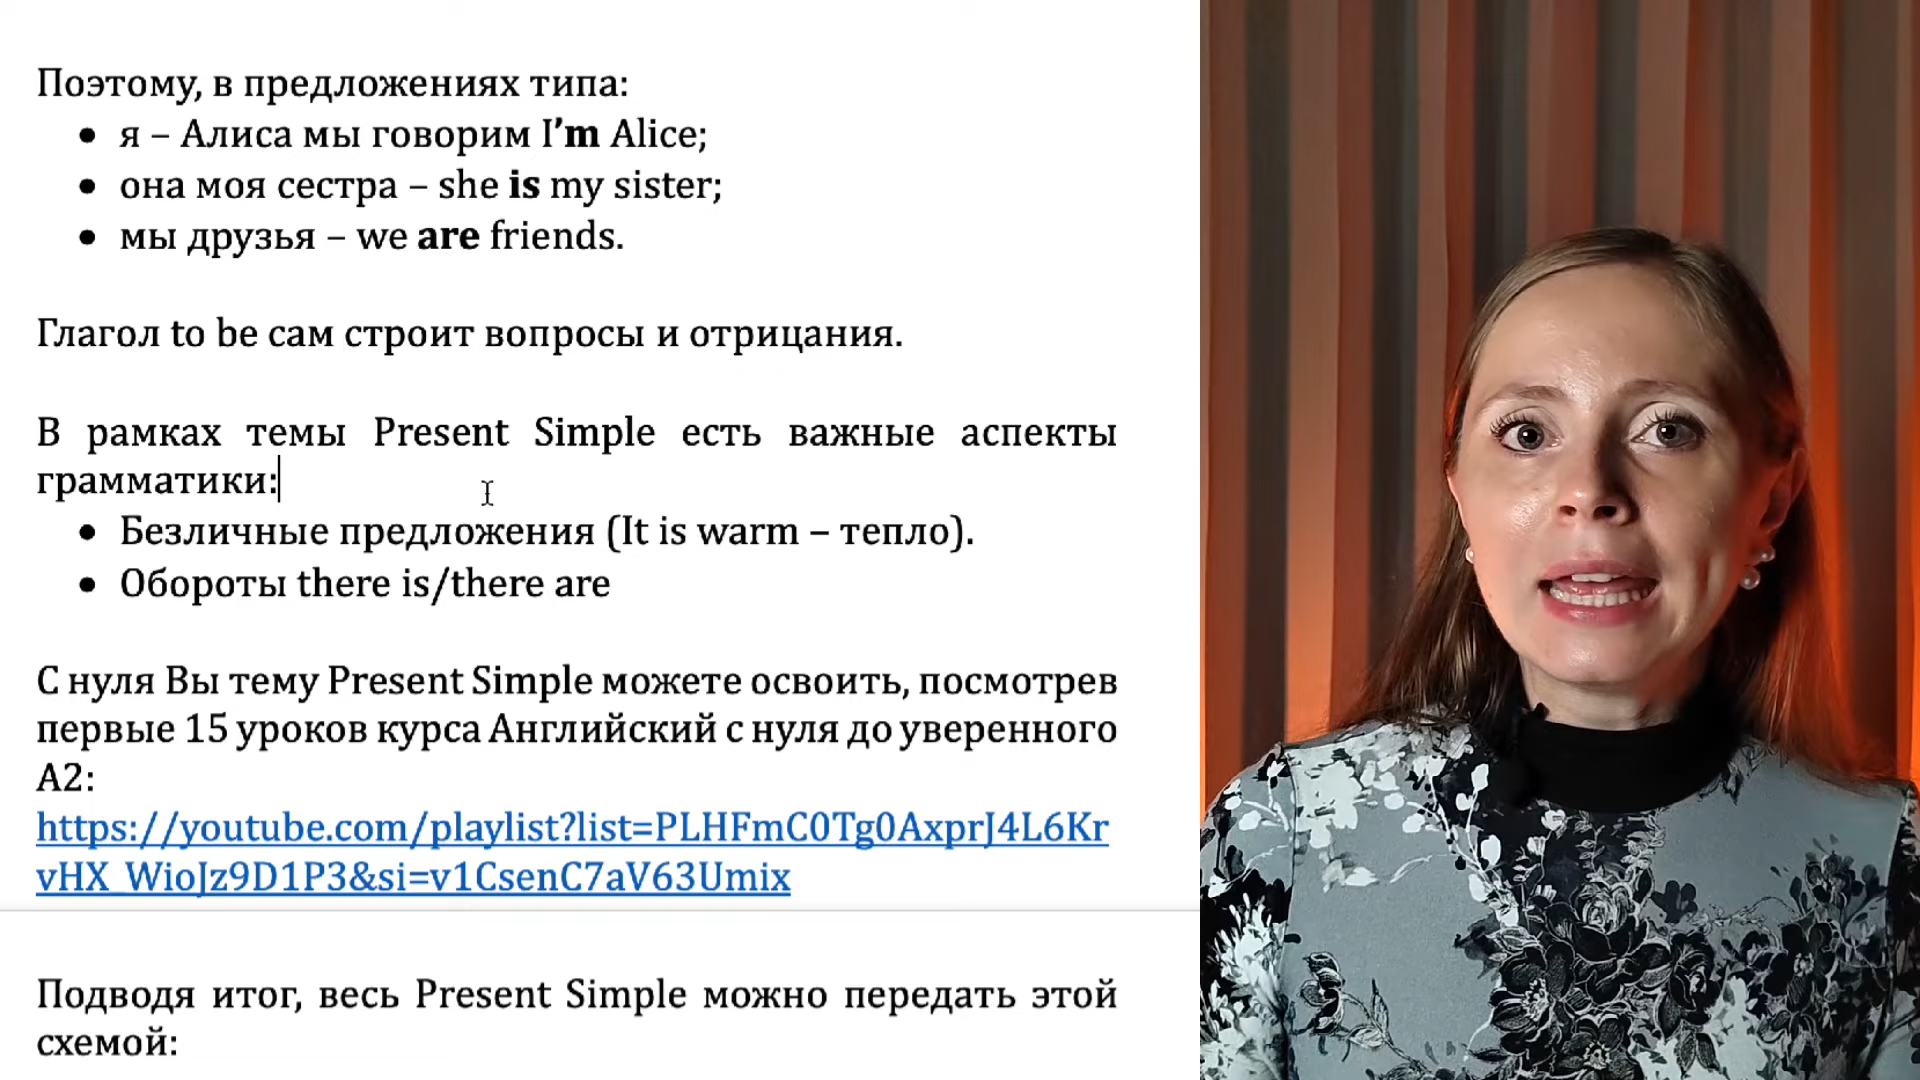 Поэтому, в предложениях типа:
• я – Алиса мы говорим I’m Alice;
• она моя сестра – she is my sister;
• мы друзья – we are friends.
Глагол to be сам строит вопросы и отрицания.
В рамках темы Present Simple есть важные аспекты
грамматики:
• Безличные предложения (It is warm – тепло).
• Обороты there is/there are
С нуля Вы тему Present Simple можете освоить, посмотрев
первые 15 уроков курса Английский с нуля до уверенного
А2:
https://youtube.com/playlist?list=PLHFmC0Tg0AxprJ4L6Kr
vHX_WioJz9D1P3&si=v1CsenC7aV63Umix
Подводя итог, весь Present Simple можно передать этой
схемой: